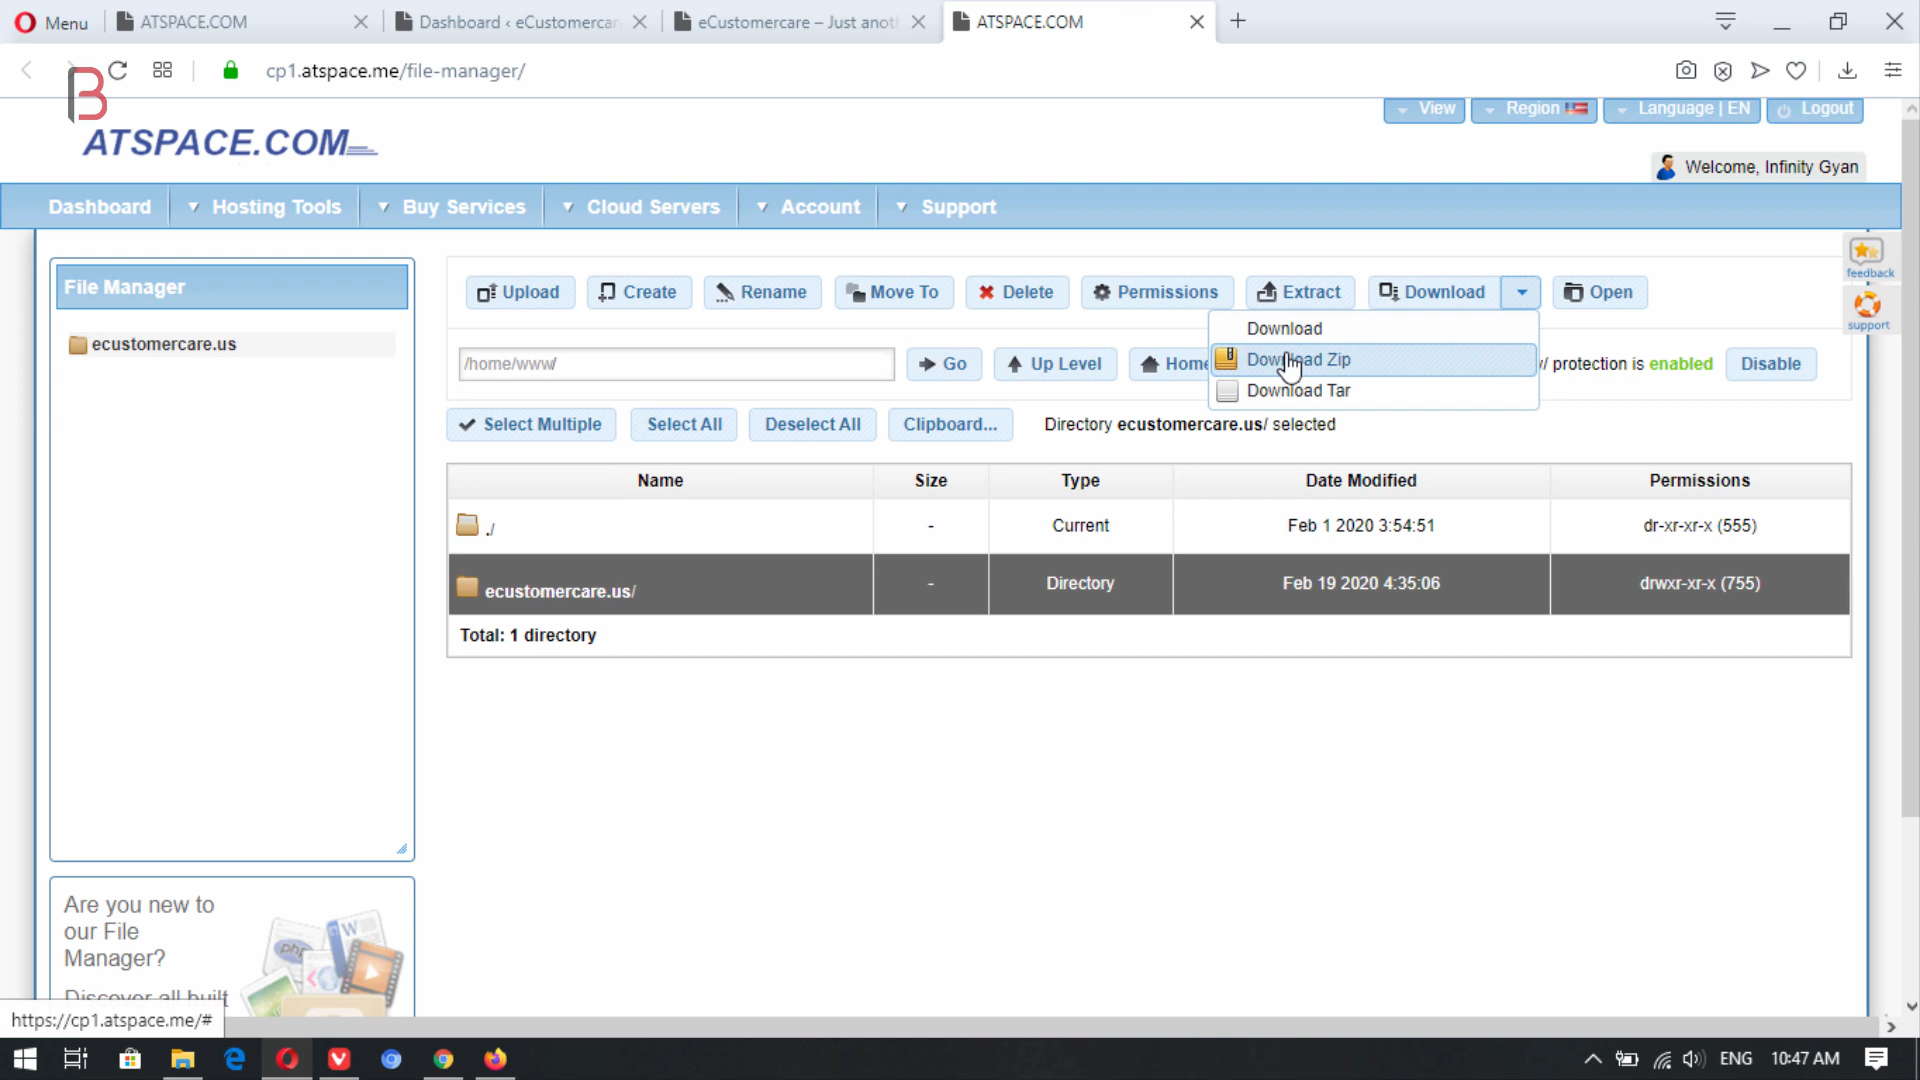 Menu
ATSPACE.COM
Dashboard ‹ eCustomercar
eCustomercare – Just anoth
ATSPACE.COM
cp1.atspace.me/file-manager/
B
View
Region
Language | EN
Logout
ATSPACE.COM
Welcome, Infinity Gyan
Dashboard
Hosting Tools
Buy Services
Cloud Servers
Account
Support
feedback
support
File Manager
ecustomercare.us
Upload
Create
Rename
Move To
Delete
Permissions
Extract
Download
Open
Download
Download Zip
Download Tar
/home/www/
Go
Up Level
Home
/ protection is enabled
Disable
Select Multiple
Select All
Deselect All
Clipboard...
Directory ecustomercare.us/ selected
Name Size Type Date Modified Permissions
./ - Current Feb 1 2020 3:54:51 dr-xr-xr-x (555)
ecustomercare.us/ - Directory Feb 19 2020 4:35:06 drwxr-xr-x (755)
Total: 1 directory
Are you new to
our File
Manager?
Discover all built
W
php
https://cp1.atspace.me/#
ENG
10:47 AM